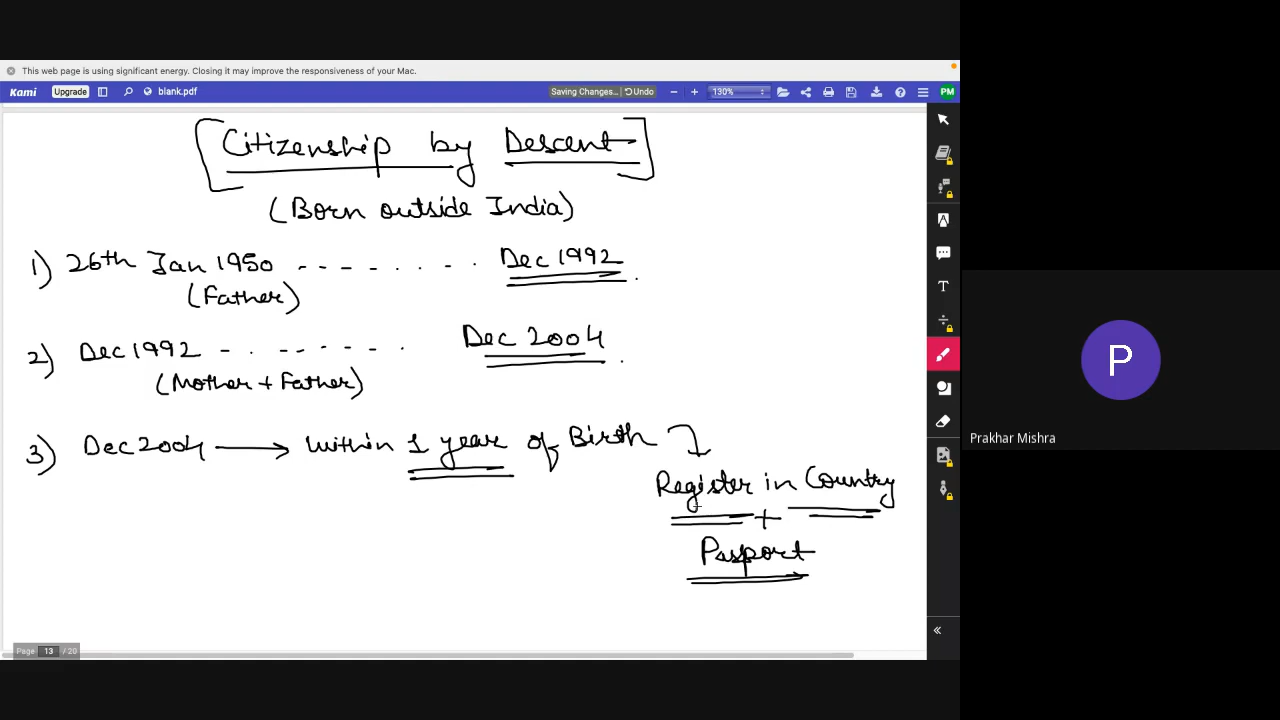 This web page is using significant energy. Closing it may improve the responsiveness of your Mac.
Kami Upgrade blank.pdf Saving Changes... Undo 130% PM
Citizenship by Descent
(Born outside India)
1) 26th Jan 1950 -------- Dec 1992
(Father)
2) Dec 1992 ------- Dec 2004
(Mother + Father)
3) Dec 2004 → within 1 year of Birth
Register in Country
+
Passport
Page 13 / 20
P
Prakhar Mishra